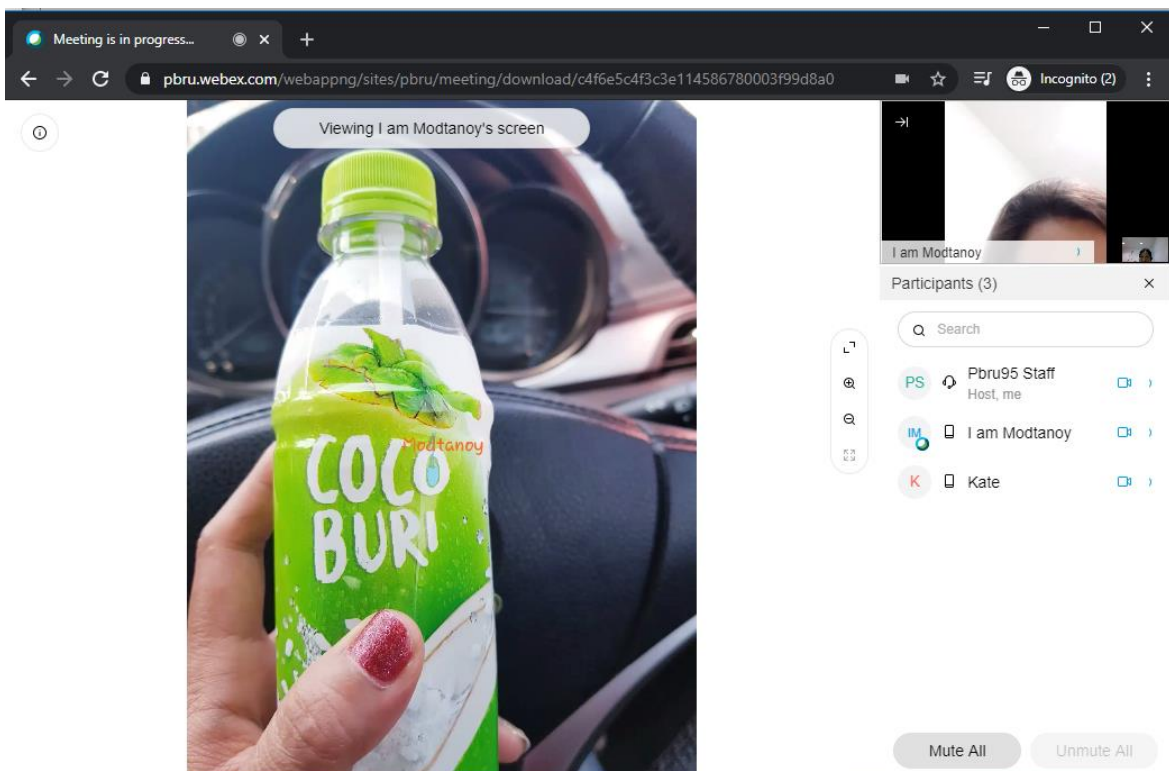 Meeting is in progress...
pbru.webex.com/webappng/sites/pbru/meeting/download/c4f6e5c4f3c3e114586780003f99d8a0
Incognito (2)
Viewing I am Modtanoy's screen
COCO
Modtanoy
BURI
I am Modtanoy
Participants (3)
Search
PS
Pbru95 Staff
Host, me
IM
I am Modtanoy
K
Kate
Mute All
Unmute All